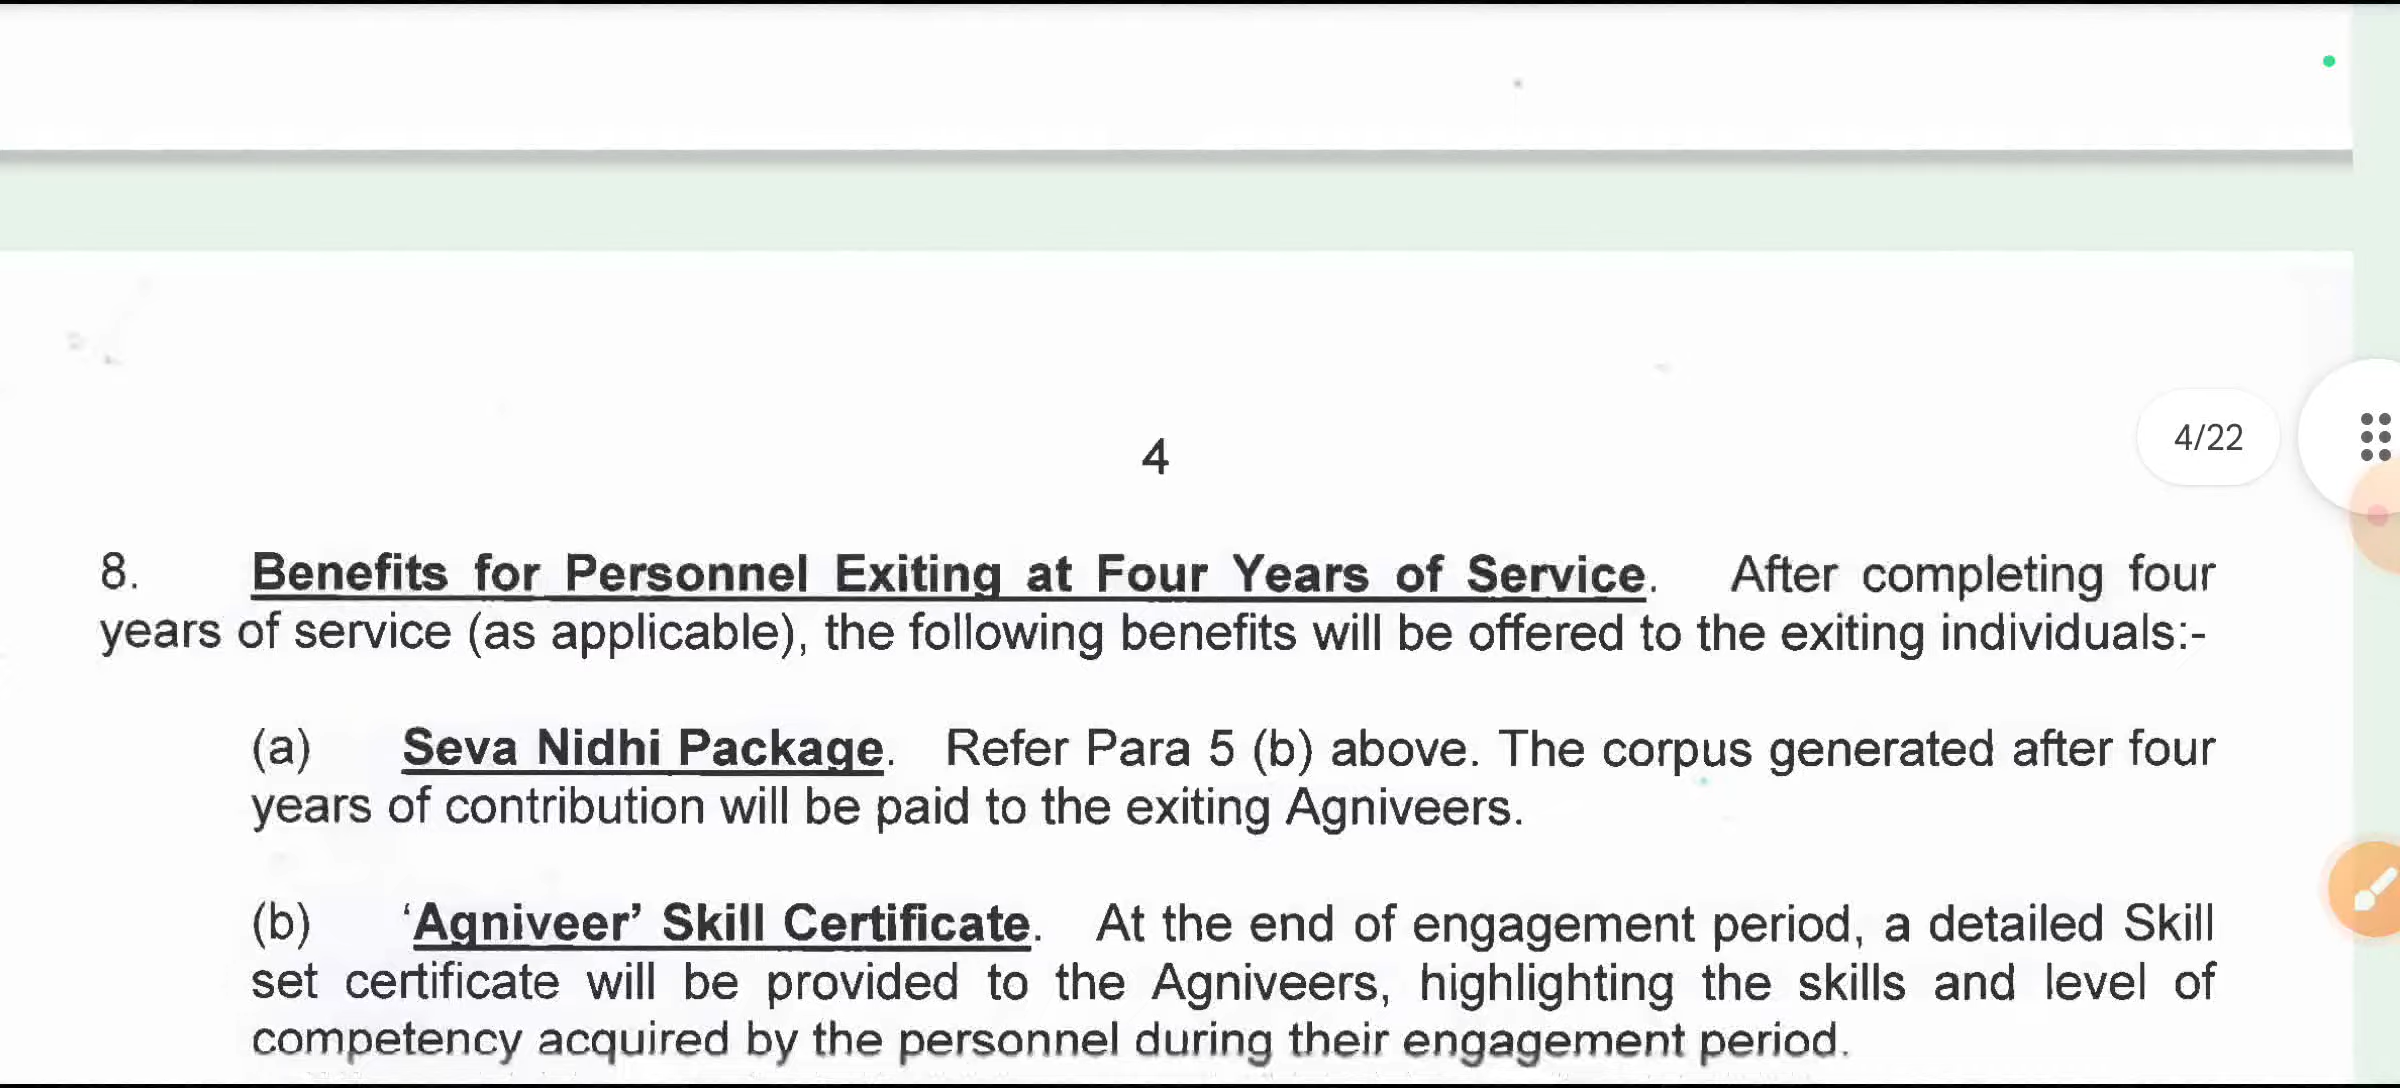 4
4/22
8. Benefits for Personnel Exiting at Four Years of Service. After completing four
years of service (as applicable), the following benefits will be offered to the exiting individuals:-
(a) Seva Nidhi Package. Refer Para 5 (b) above. The corpus generated after four
years of contribution will be paid to the exiting Agniveers.
(b) ‘Agniveer’ Skill Certificate. At the end of engagement period, a detailed Skill
set certificate will be provided to the Agniveers, highlighting the skills and level of
competency acquired by the personnel during their engagement period.